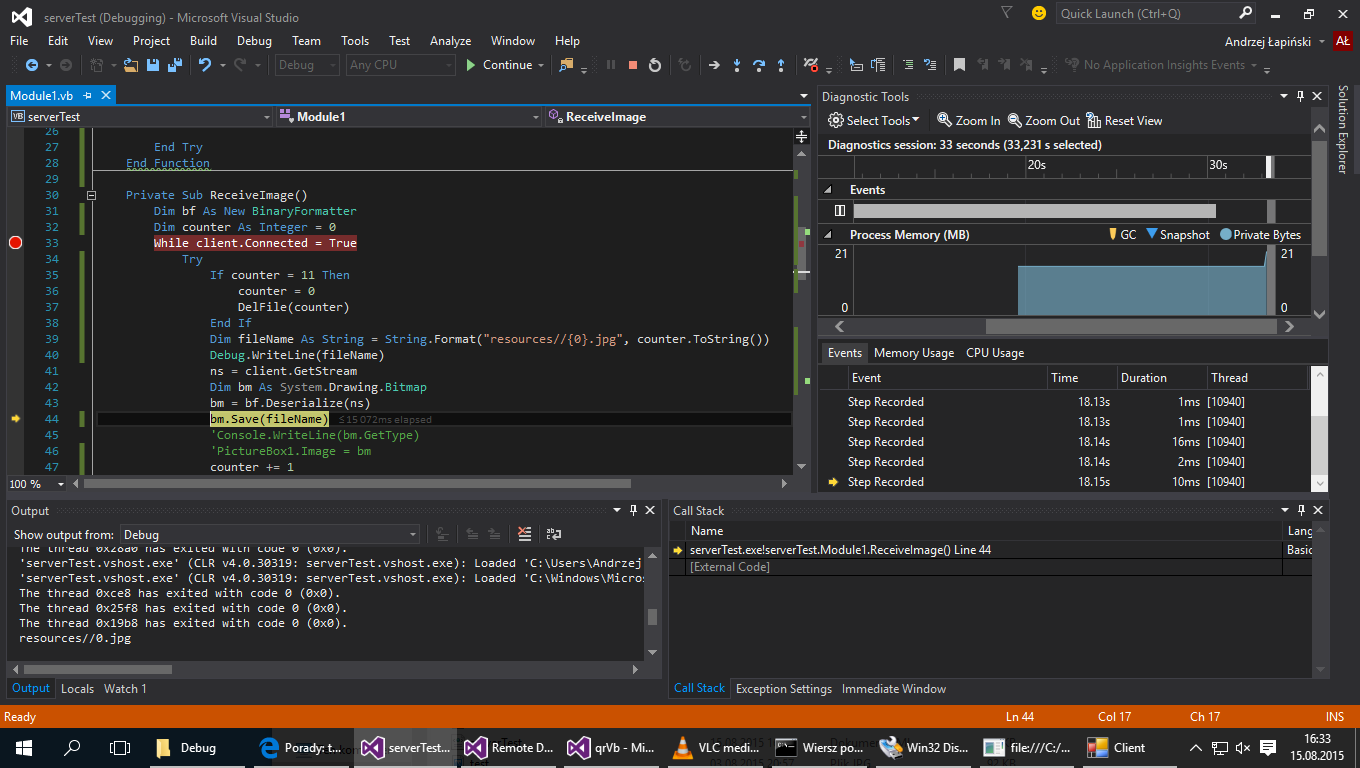 serverTest (Debugging) - Microsoft Visual Studio
Quick Launch (Ctrl+Q)
File Edit View Project Build Debug Team Tools Test Analyze Window Help
Andrzej Łapiński AŁ
Debug Any CPU Continue No Application Insights Events
Module1.vb
serverTest Module1 ReceiveImage
26
27 End Try
28 End Function
29
30 Private Sub ReceiveImage()
31 Dim bf As New BinaryFormatter
32 Dim counter As Integer = 0
33 While client.Connected = True
34 Try
35 If counter = 11 Then
36 counter = 0
37 DelFile(counter)
38 End If
39 Dim fileName As String = String.Format("resources//{0}.jpg", counter.ToString())
40 Debug.WriteLine(fileName)
41 ns = client.GetStream
42 Dim bm As System.Drawing.Bitmap
43 bm = bf.Deserialize(ns)
44 bm.Save(fileName) ≤15 072ms elapsed
45 'Console.WriteLine(bm.GetType)
46 'PictureBox1.Image = bm
47 counter += 1
100 %
Diagnostic Tools
Select Tools Zoom In Zoom Out Reset View
Diagnostics session: 33 seconds (33,231 s selected)
20s 30s
Events
Process Memory (MB) GC Snapshot Private Bytes
21 21
0 0
Events Memory Usage CPU Usage
Event Time Duration Thread
Step Recorded 18.13s 1ms [10940]
Step Recorded 18.13s 1ms [10940]
Step Recorded 18.14s 16ms [10940]
Step Recorded 18.14s 2ms [10940]
Step Recorded 18.15s 10ms [10940]
Solution Explorer
Output
Show output from: Debug
The thread 0x28a0 has exited with code 0 (0x0).
'serverTest.vshost.exe' (CLR v4.0.30319: serverTest.vshost.exe): Loaded 'C:\Users\Andrzej
'serverTest.vshost.exe' (CLR v4.0.30319: serverTest.vshost.exe): Loaded 'C:\Windows\Micros
The thread 0xce8 has exited with code 0 (0x0).
The thread 0x25f8 has exited with code 0 (0x0).
The thread 0x19b8 has exited with code 0 (0x0).
resources//0.jpg
Output Locals Watch 1
Call Stack
Name Lang
serverTest.exe!serverTest.Module1.ReceiveImage() Line 44 Basic
[External Code]
Call Stack Exception Settings Immediate Window
Ready Ln 44 Col 17 Ch 17 INS
Debug Porady: t... serverTest... Remote D... qrVb - Mi... VLC medi... Wiersz po... Win32 Dis... file:///C:/... Client
16:33
15.08.2015